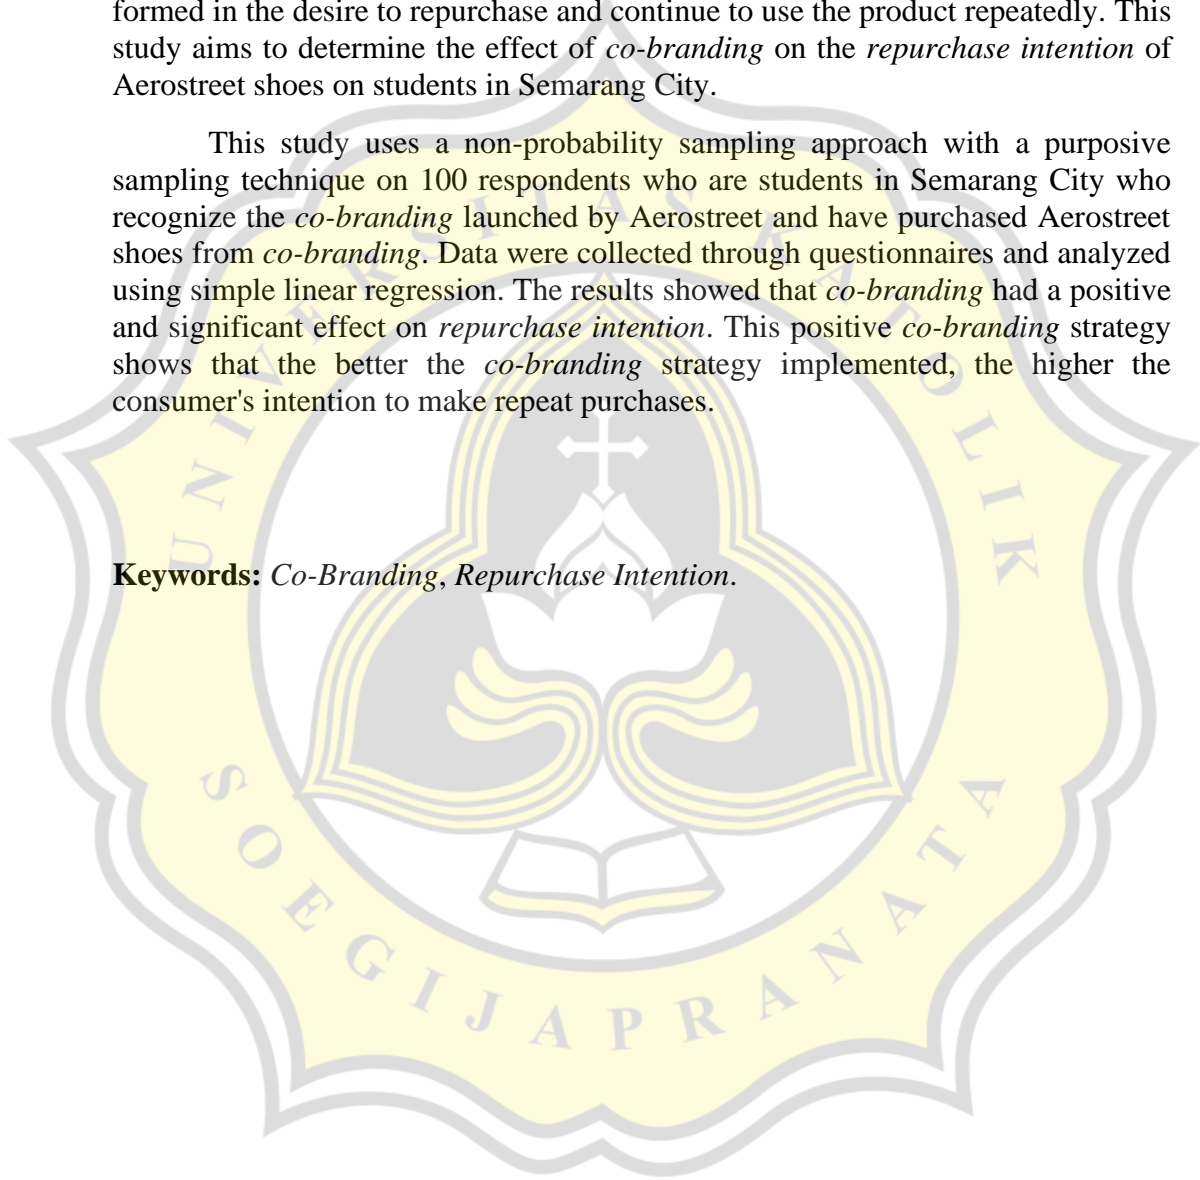 formed in the desire to repurchase and continue to use the product repeatedly. This
study aims to determine the effect of co-branding on the repurchase intention of
Aerostreet shoes on students in Semarang City.
This study uses a non-probability sampling approach with a purposive
sampling technique on 100 respondents who are students in Semarang City who
recognize the co-branding launched by Aerostreet and have purchased Aerostreet
shoes from co-branding. Data were collected through questionnaires and analyzed
using simple linear regression. The results showed that co-branding had a positive
and significant effect on repurchase intention. This positive co-branding strategy
shows that the better the co-branding strategy implemented, the higher the
consumer's intention to make repeat purchases.
Keywords: Co-Branding, Repurchase Intention.
UNIVERSITAS KATOLIK
SOEGIJAPRANATA